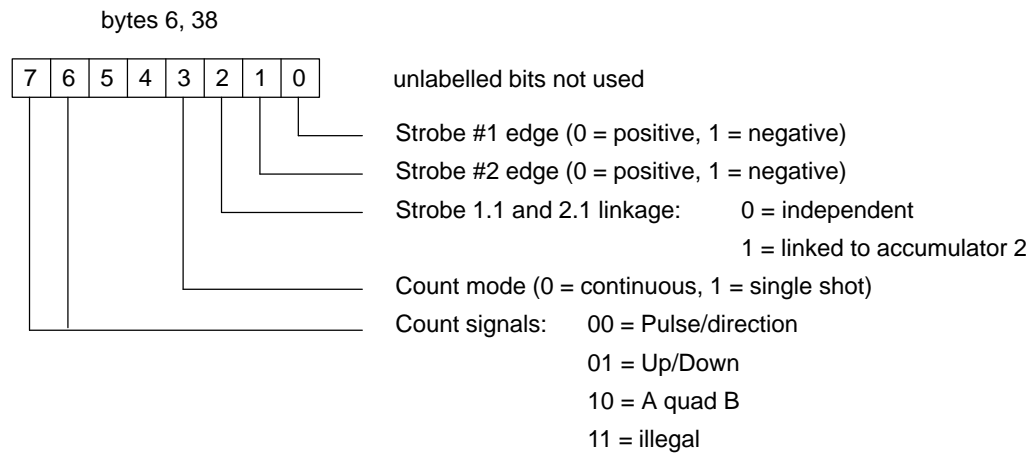 bytes 6, 38
7 6 5 4 3 2 1 0 unlabelled bits not used
Strobe #1 edge (0 = positive, 1 = negative)
Strobe #2 edge (0 = positive, 1 = negative)
Strobe 1.1 and 2.1 linkage: 0 = independent
1 = linked to accumulator 2
Count mode (0 = continuous, 1 = single shot)
Count signals: 00 = Pulse/direction
01 = Up/Down
10 = A quad B
11 = illegal